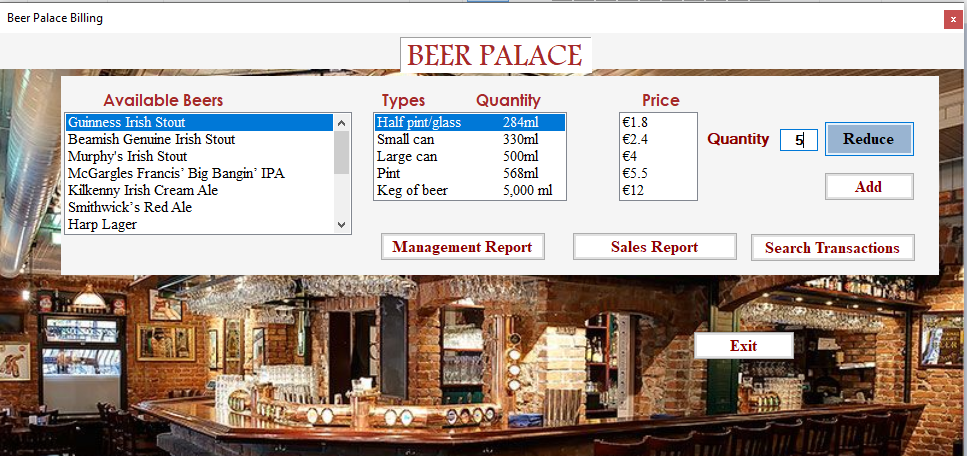 Beer Palace Billing
x
BEER PALACE
Available Beers
Types Quantity
Price
Guinness Irish Stout
Beamish Genuine Irish Stout
Murphy's Irish Stout
McGargles Francis’ Big Bangin’ IPA
Kilkenny Irish Cream Ale
Smithwick’s Red Ale
Harp Lager
Half pint/glass 284ml
Small can 330ml
Large can 500ml
Pint 568ml
Keg of beer 5,000 ml
€1.8
€2.4
€4
€5.5
€12
Quantity 5 Reduce
Add
Management Report
Sales Report
Search Transactions
Exit